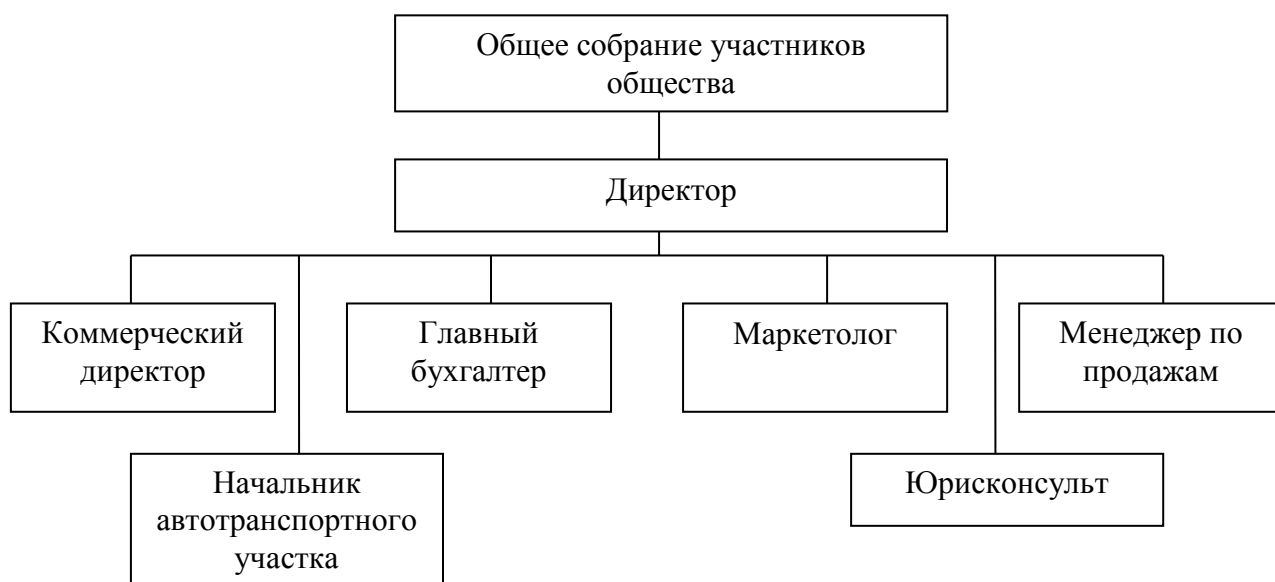 Общее собрание участников
общества
Директор
Коммерческий
директор
Главный
бухгалтер
Маркетолог
Менеджер по
продажам
Начальник
автотранспортного
участка
Юрисконсульт